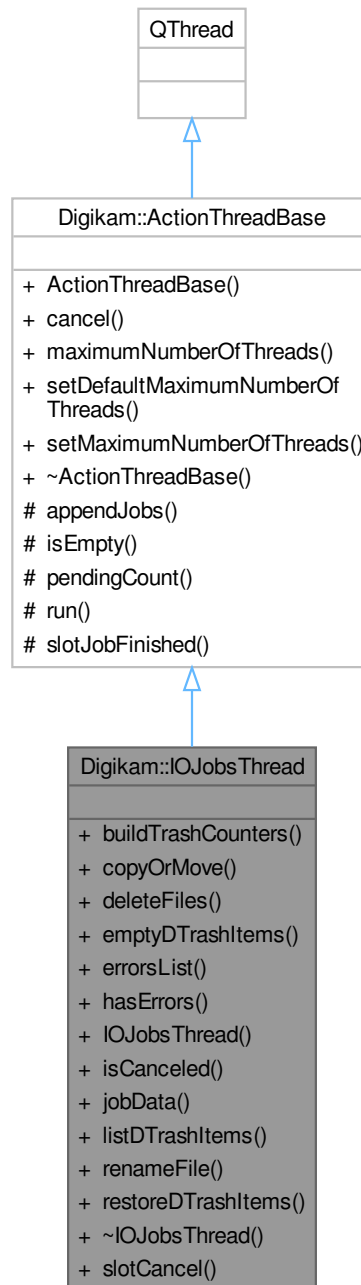 QThread
Digikam::ActionThreadBase
+ ActionThreadBase()
+ cancel()
+ maximumNumberOfThreads()
+ setDefaultMaximumNumberOf
Threads()
+ setMaximumNumberOfThreads()
+ ~ActionThreadBase()
# appendJobs()
# isEmpty()
# pendingCount()
# run()
# slotJobFinished()
Digikam::IOJobsThread
+ buildTrashCounters()
+ copyOrMove()
+ deleteFiles()
+ emptyDTrashItems()
+ errorsList()
+ hasErrors()
+ IOJobsThread()
+ isCanceled()
+ jobData()
+ listDTrashItems()
+ renameFile()
+ restoreDTrashItems()
+ ~IOJobsThread()
+ slotCancel()